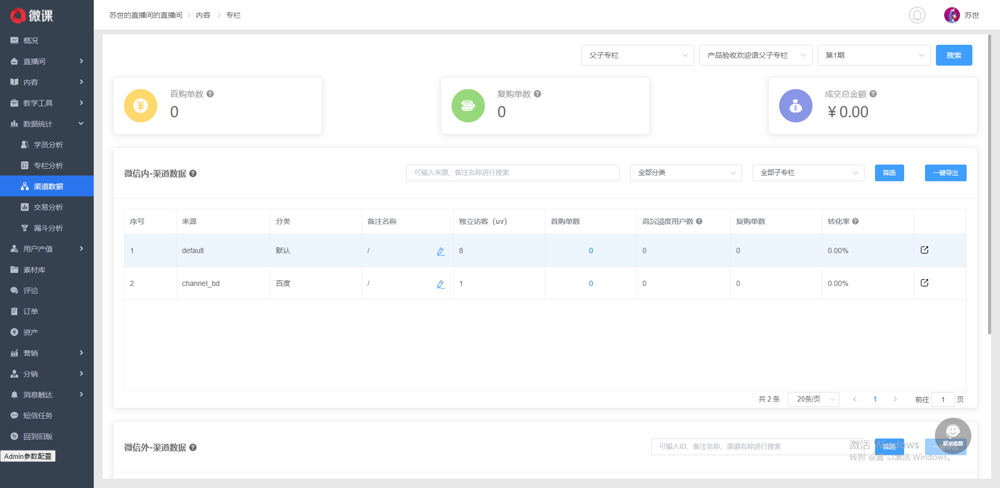 微课
苏世的直播间的直播间 > 内容 > 专栏
苏世
概况
直播间
内容
教学工具
数据统计
学员分析
专栏分析
渠道数据
交易分析
漏斗分析
用户产值
素材库
评论
订单
资产
营销
分销
消息触达
短信任务
回到旧版
Admin参数配置
父子专栏 产品验收欢迎语父子专栏 第1期 搜索
首购单数
0
复购单数
0
成交总金额
¥0.00
微信内-渠道数据 可输入来源、备注名称进行搜索 全部分类 全部子专栏 筛选 一键导出
序号 来源 分类 备注名称 独立访客（uv） 首购单数 高沉浸度用户数 复购单数 转化率
1 default 默认 / 8 0 0 0 0.00%
2 channel_bd 百度 / 1 0 0 0 0.00%
共 2 条 20条/页 1 前往 1 页
微信外-渠道数据 可输入ID、备注名称、渠道名称进行搜索 筛选 一键导出
联系客服
激活 Windows
转到“设置”以激活 Windows。